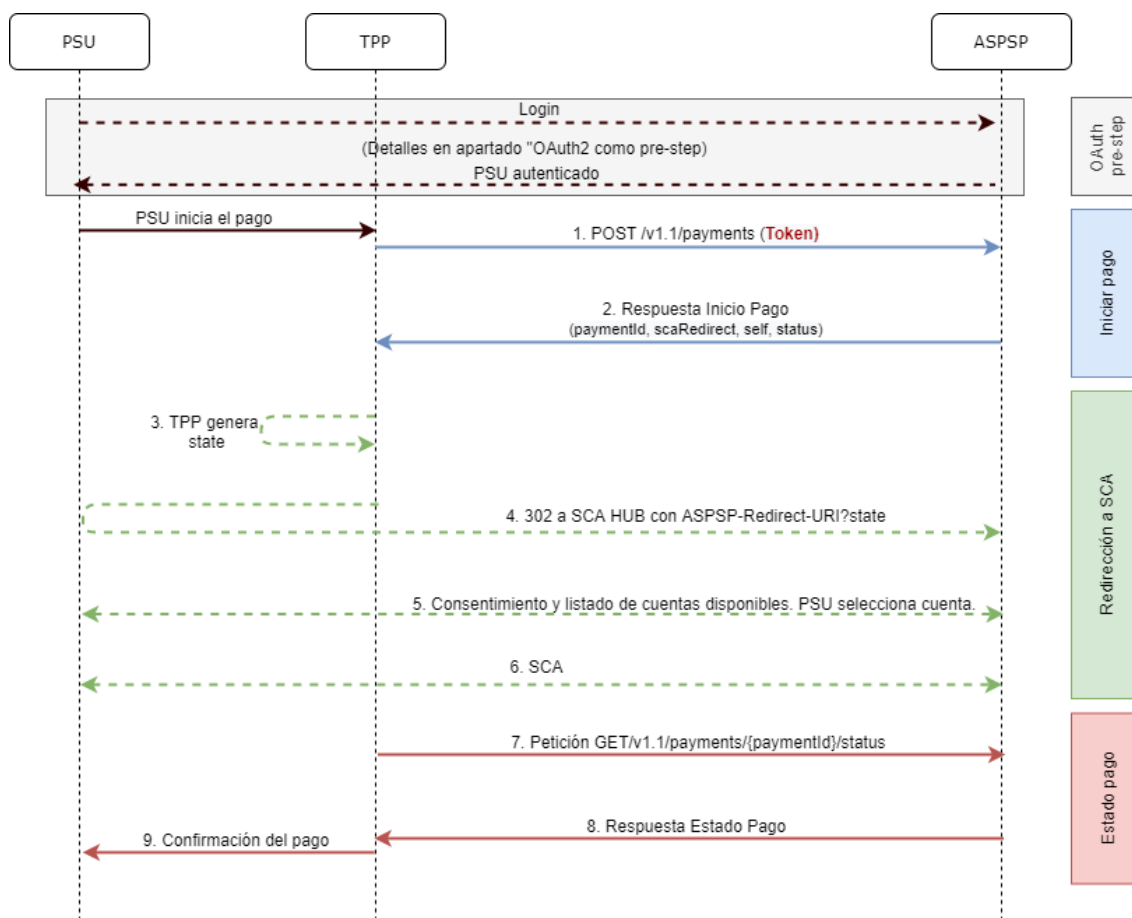 PSU
TPP
ASPSP
Login
(Detalles en apartado "OAuth2 como pre-step)
PSU autenticado
OAuth
pre-step
PSU inicia el pago
1. POST /v1.1/payments (Token)
2. Respuesta Inicio Pago
(paymentId, scaRedirect, self, status)
Iniciar pago
3. TPP genera
state
4. 302 a SCA HUB con ASPSP-Redirect-URI?state
5. Consentimiento y listado de cuentas disponibles. PSU selecciona cuenta.
6. SCA
Redirección a SCA
7. Petición GET/v1.1/payments/{paymentId}/status
8. Respuesta Estado Pago
9. Confirmación del pago
Estado pago